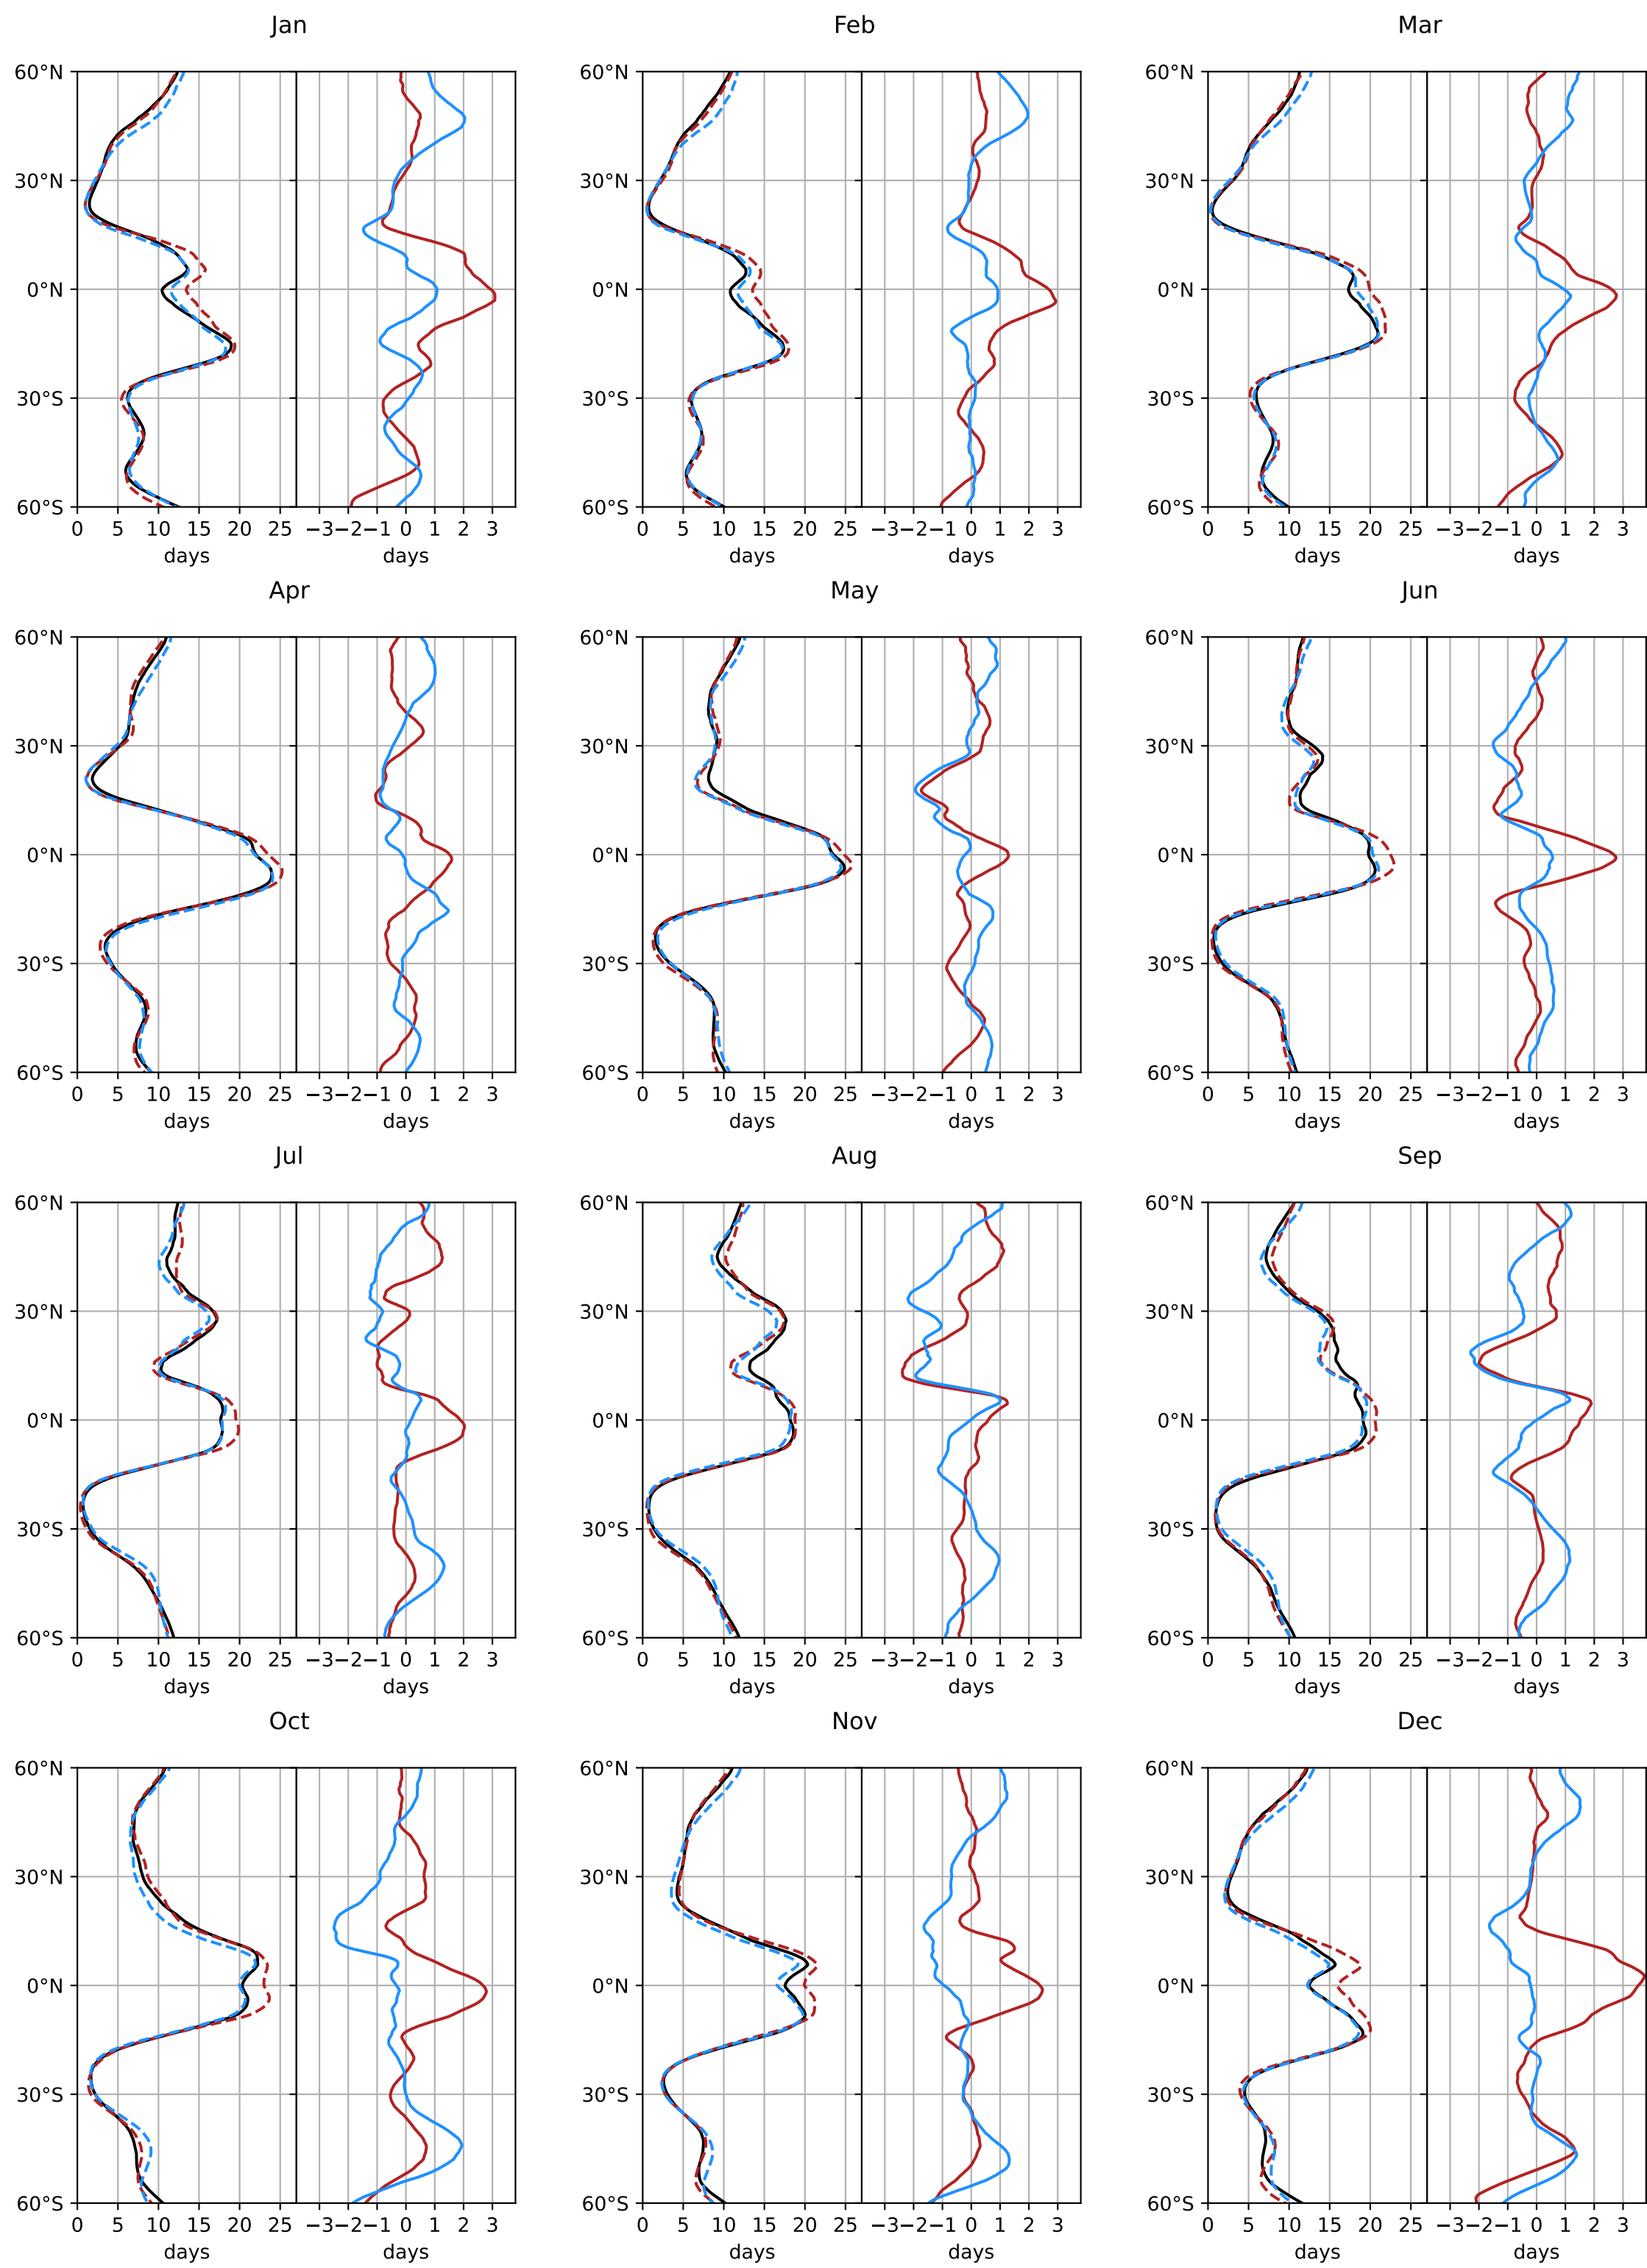 Jan Feb Mar
60°N 60°N 60°N
30°N 30°N 30°N
0°N 0°N 0°N
30°S 30°S 30°S
60°S 60°S 60°S
0 5 10 15 20 25 −3 −2 −1 0 1 2 3 0 5 10 15 20 25 −3 −2 −1 0 1 2 3 0 5 10 15 20 25 −3 −2 −1 0 1 2 3
days days days days days days
Apr May Jun
60°N 60°N 60°N
30°N 30°N 30°N
0°N 0°N 0°N
30°S 30°S 30°S
60°S 60°S 60°S
0 5 10 15 20 25 −3 −2 −1 0 1 2 3 0 5 10 15 20 25 −3 −2 −1 0 1 2 3 0 5 10 15 20 25 −3 −2 −1 0 1 2 3
days days days days days days
Jul Aug Sep
60°N 60°N 60°N
30°N 30°N 30°N
0°N 0°N 0°N
30°S 30°S 30°S
60°S 60°S 60°S
0 5 10 15 20 25 −3 −2 −1 0 1 2 3 0 5 10 15 20 25 −3 −2 −1 0 1 2 3 0 5 10 15 20 25 −3 −2 −1 0 1 2 3
days days days days days days
Oct Nov Dec
60°N 60°N 60°N
30°N 30°N 30°N
0°N 0°N 0°N
30°S 30°S 30°S
60°S 60°S 60°S
0 5 10 15 20 25 −3 −2 −1 0 1 2 3 0 5 10 15 20 25 −3 −2 −1 0 1 2 3 0 5 10 15 20 25 −3 −2 −1 0 1 2 3
days days days days days days